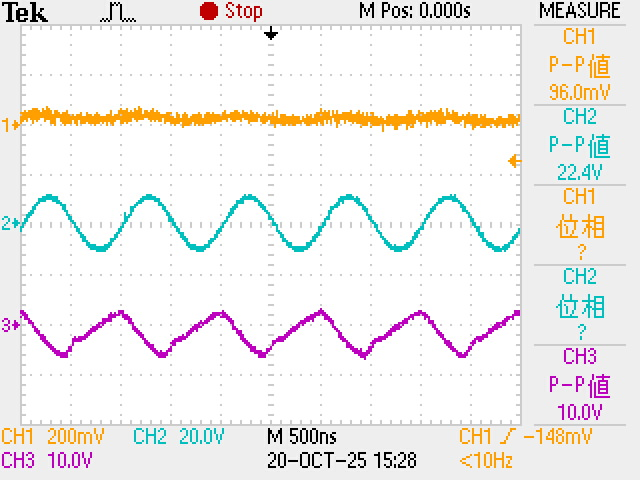 Tek Stop M Pos: 0.000s MEASURE
CH1
P-P値
96.0mV
CH2
P-P値
22.4V
CH1
位相
?
CH2
位相
?
CH3
P-P値
10.0V
1
2
3
CH1 200mV CH2 20.0V M 500ns CH1 -148mV
CH3 10.0V 20-OCT-25 15:28 <10Hz